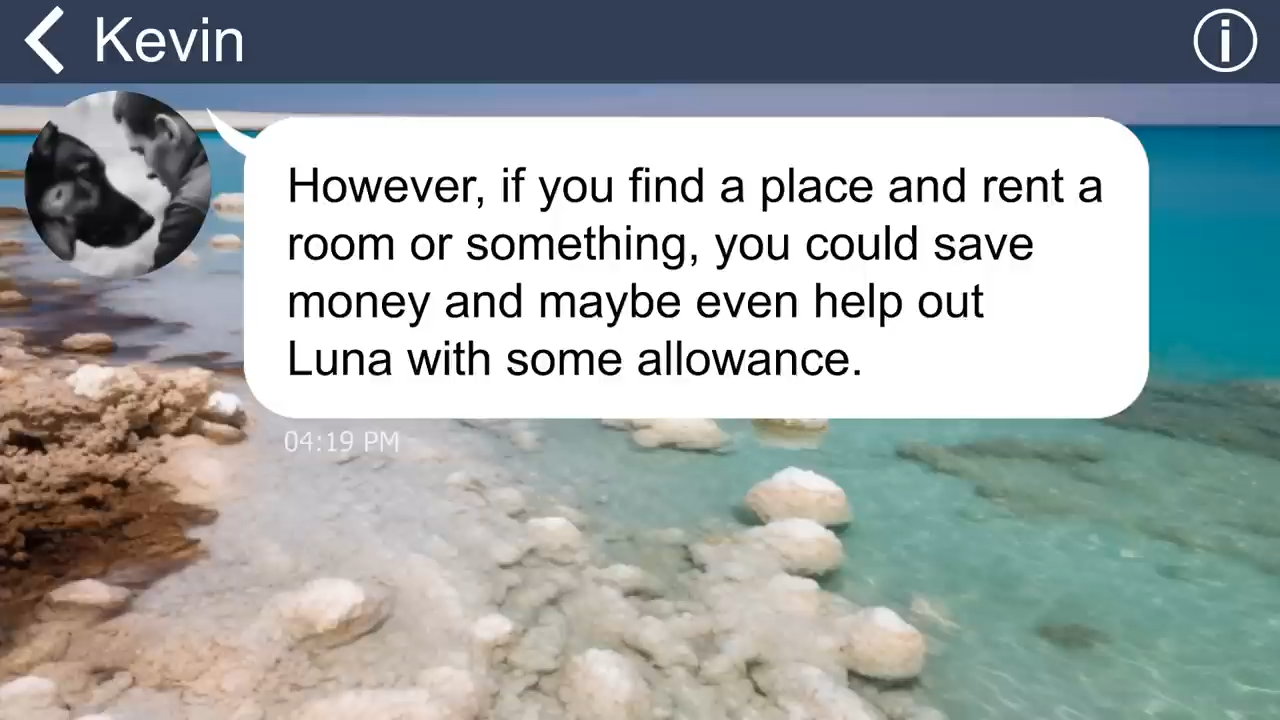 Kevin
However, if you find a place and rent a
room or something, you could save
money and maybe even help out
Luna with some allowance.
04:19 PM